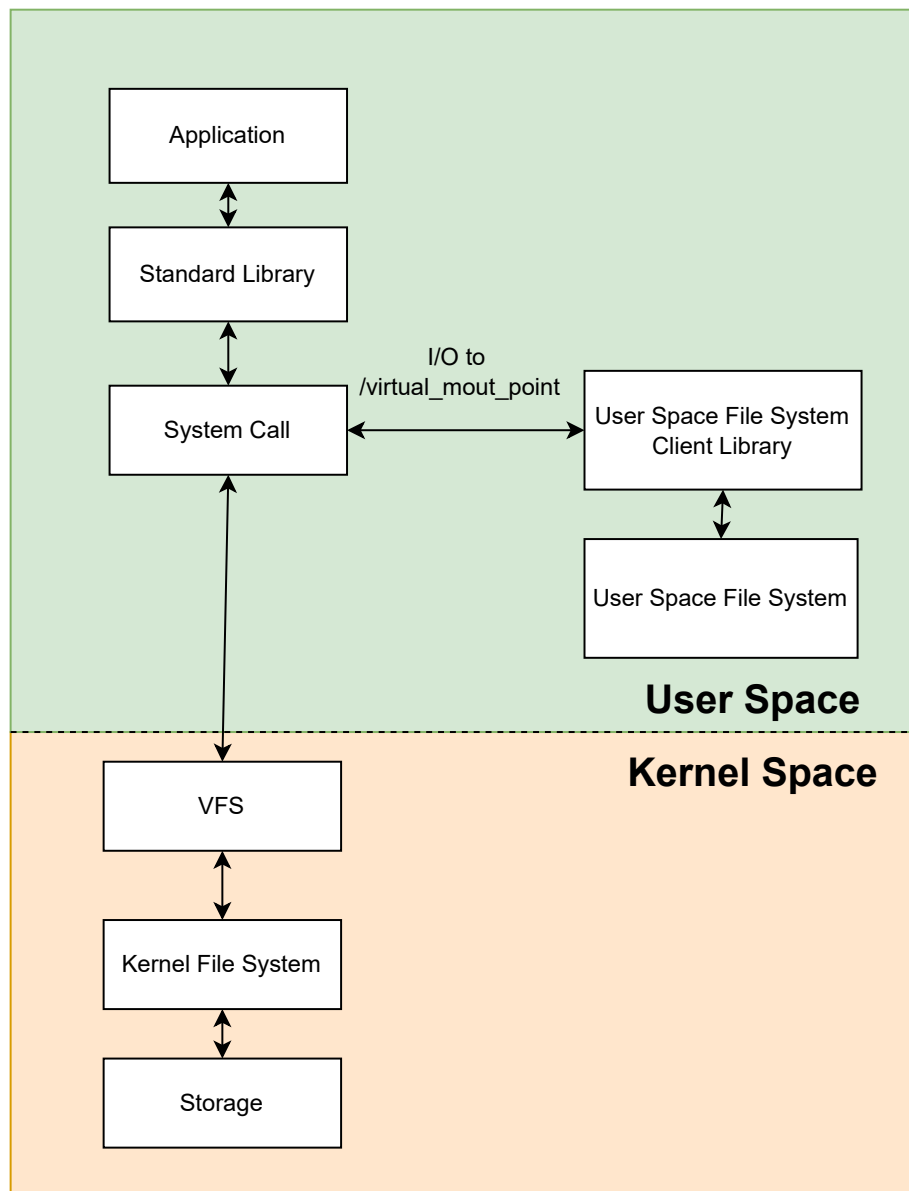 Application
Standard Library
I/O to
/virtual_mout_point
System Call
User Space File System
Client Library
User Space File System
User Space
Kernel Space
VFS
Kernel File System
Storage